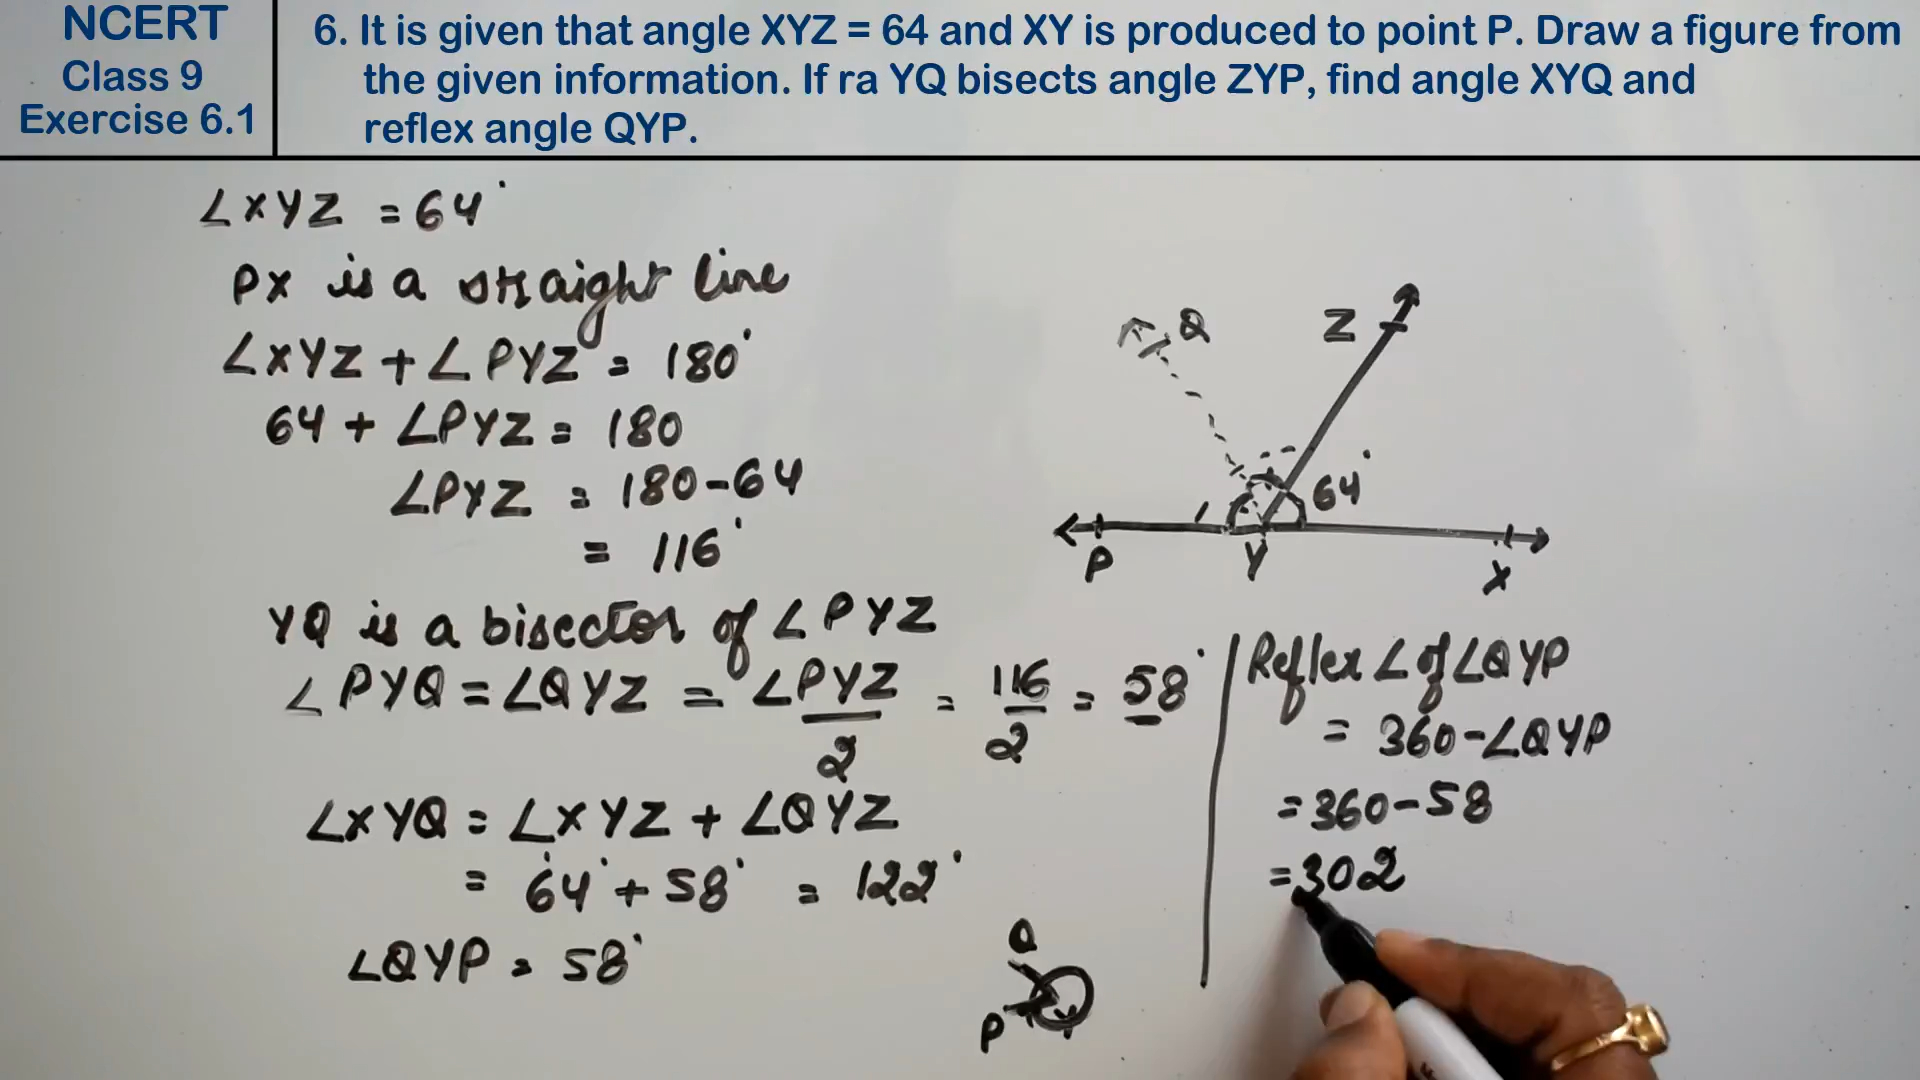 NCERT
Class 9
Exercise 6.1
6. It is given that angle XYZ = 64 and XY is produced to point P. Draw a figure from
the given information. If ra YQ bisects angle ZYP, find angle XYQ and
reflex angle QYP.
∠XYZ = 64°
PX is a straight line
∠XYZ + ∠PYZ = 180°
64 + ∠PYZ = 180
∠PYZ = 180-64
= 116°
YQ is a bisector of ∠PYZ
∠PYQ = ∠QYZ = ∠PYZ/2 = 116/2 = 58°
∠XYQ = ∠XYZ + ∠QYZ
= 64° + 58° = 122°
∠QYP = 58°
Q
Z
64°
P
Y
X
Reflex ∠ of ∠QYP
= 360-∠QYP
= 360-58
= 302
Q
P
Y